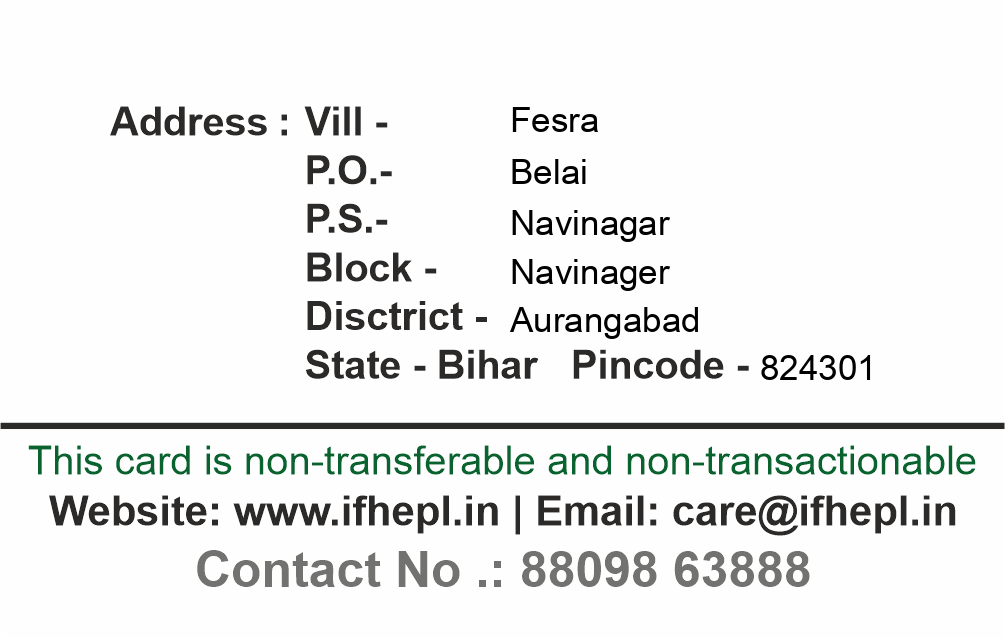 Address : Vill - Fesra
P.O.- Belai
P.S.- Navinagar
Block - Navinager
Disctrict - Aurangabad
State - Bihar Pincode - 824301
This card is non-transferable and non-transactionable
Website: www.ifhepl.in | Email: care@ifhepl.in
Contact No .: 88098 63888